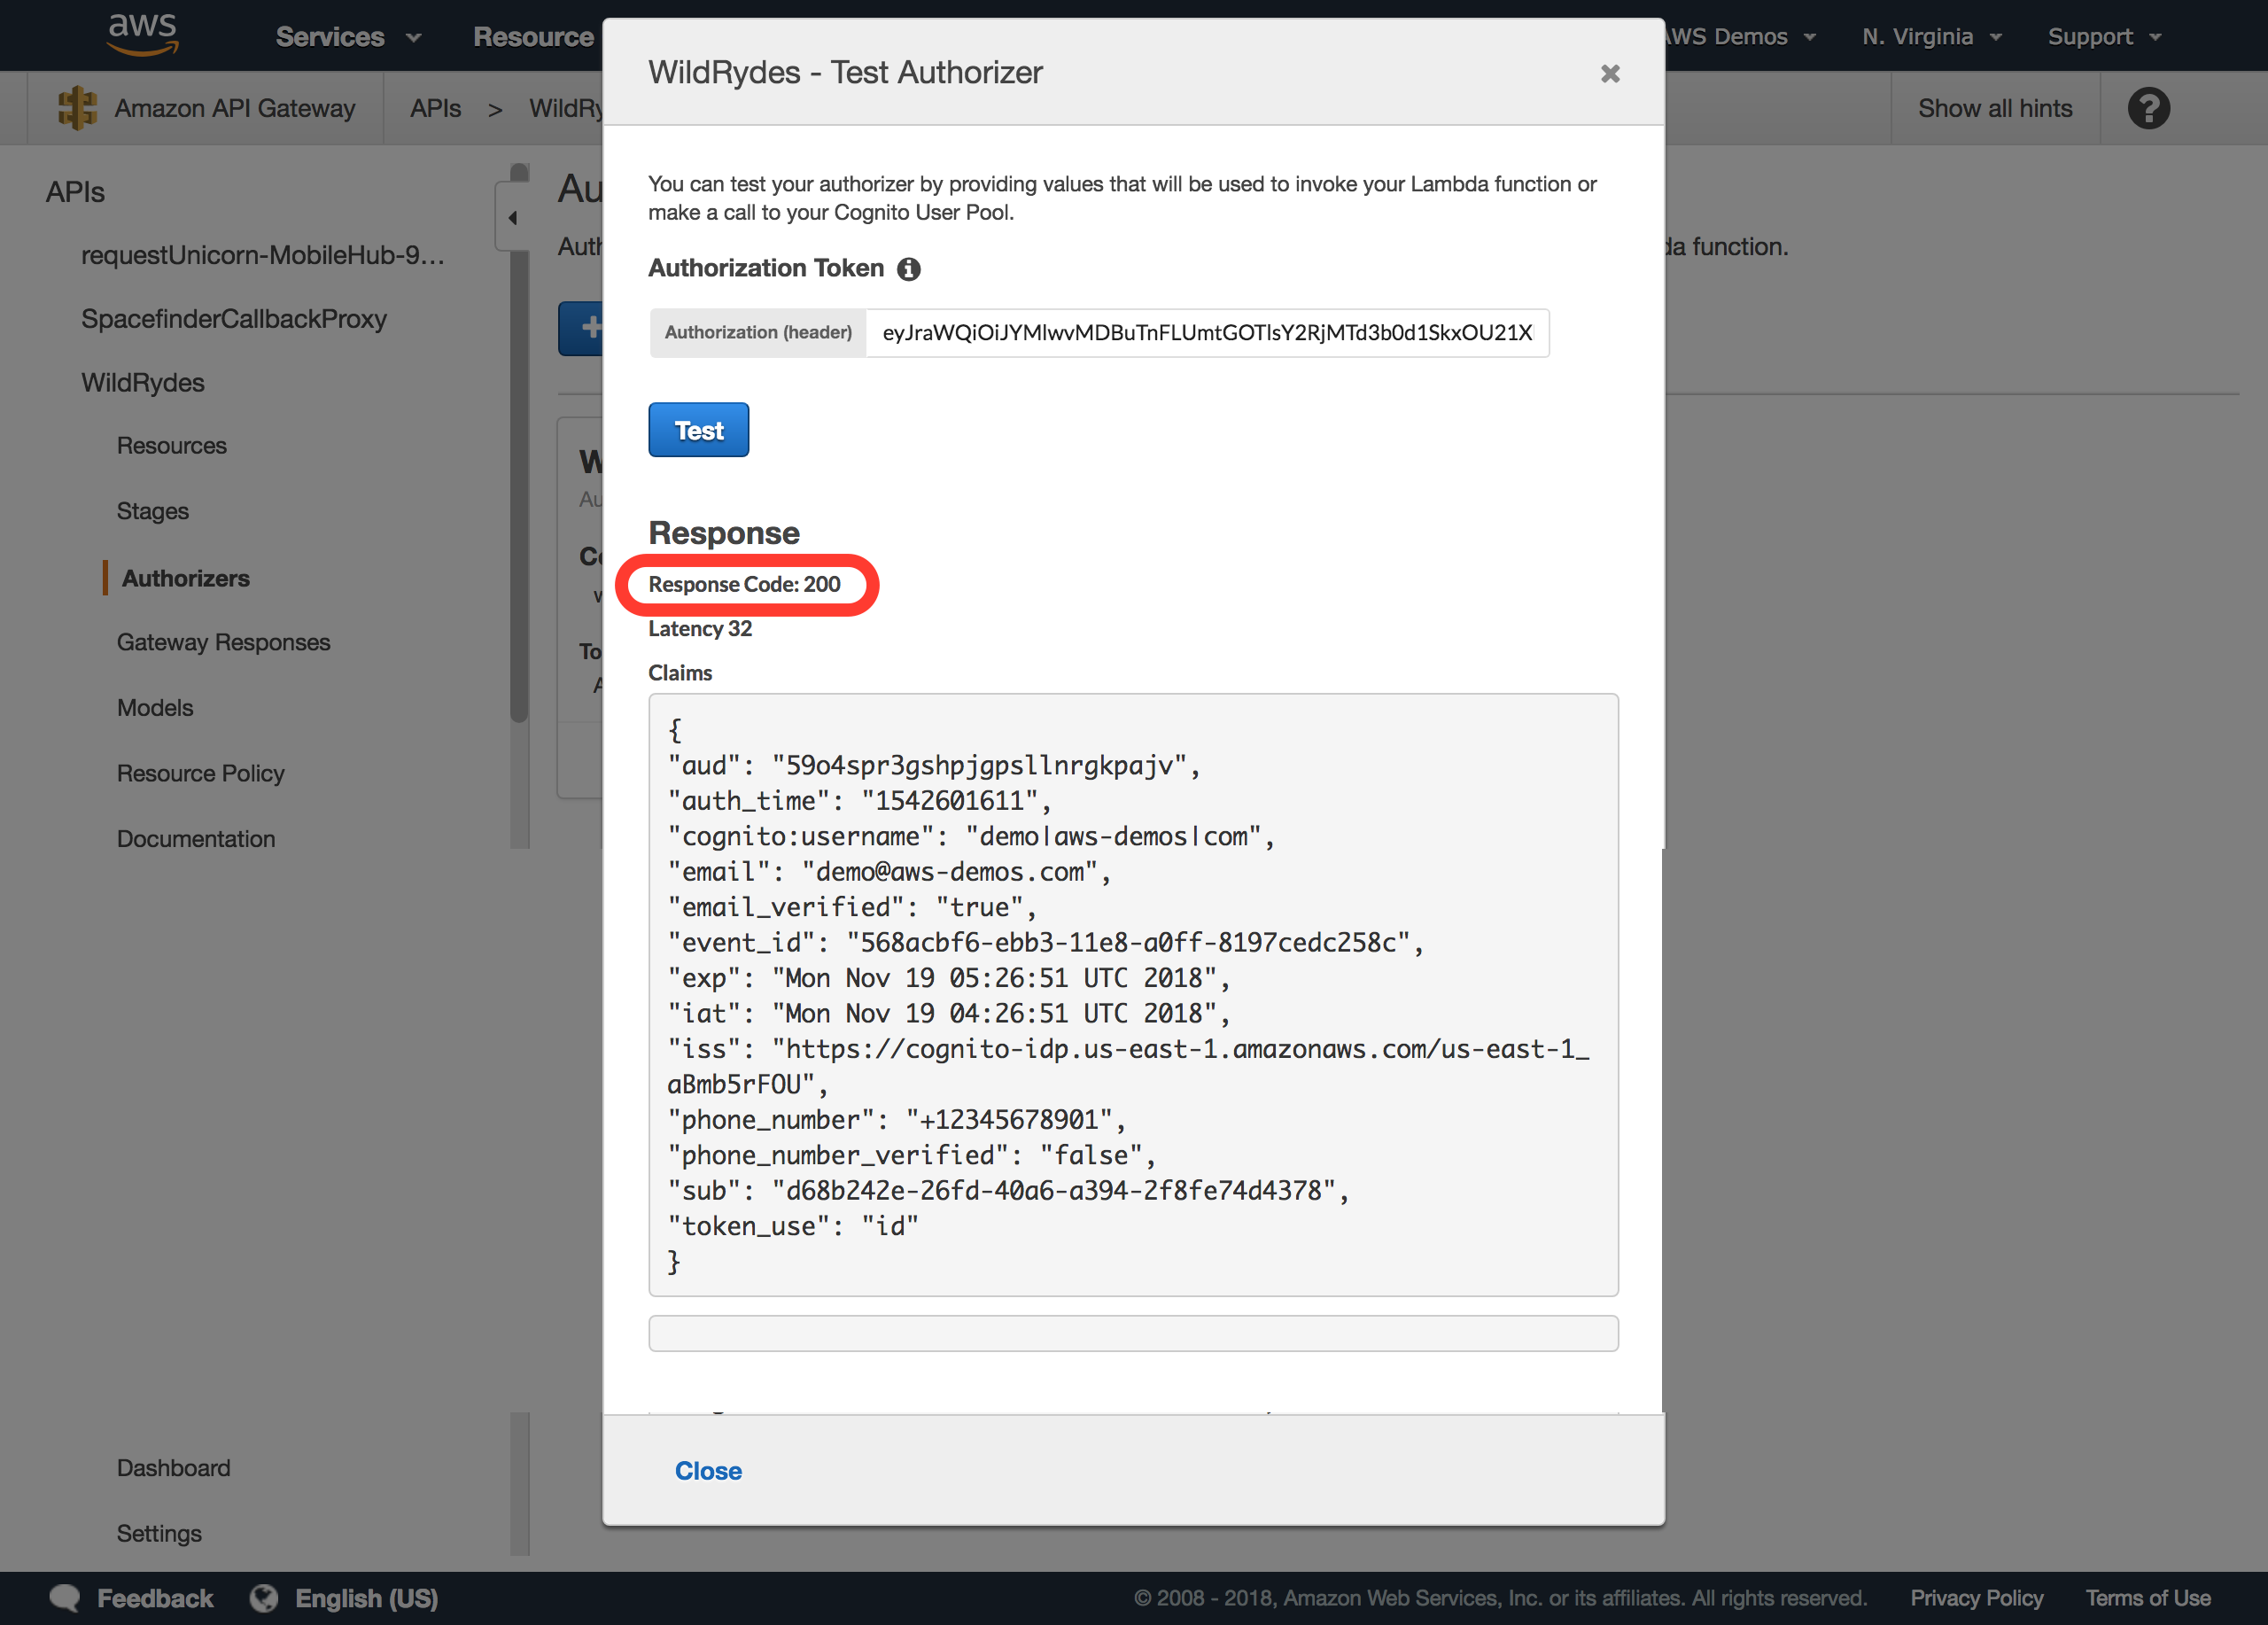 aws
Services
Resource
AWS Demos
N. Virginia
Support
Amazon API Gateway
APIs > WildRy
Show all hints
APIs
requestUnicorn-MobileHub-9...
SpacefinderCallbackProxy
WildRydes
Resources
Stages
Authorizers
Gateway Responses
Models
Resource Policy
Documentation
Dashboard
Settings
Au
Auth
da function.
W
Au
To
WildRydes - Test Authorizer
You can test your authorizer by providing values that will be used to invoke your Lambda function or
make a call to your Cognito User Pool.
Authorization Token
Authorization (header) eyJraWQiOiJYMlwvMDBuTnFLUmtGOTlsY2RjMTd3b0d1SkxOU21X
Test
Response
Response Code: 200
Latency 32
Claims
{
"aud": "59o4spr3gshpjgpsllnrgkpajv",
"auth_time": "1542601611",
"cognito:username": "demo|aws-demos|com",
"email": "demo@aws-demos.com",
"email_verified": "true",
"event_id": "568acbf6-ebb3-11e8-a0ff-8197cedc258c",
"exp": "Mon Nov 19 05:26:51 UTC 2018",
"iat": "Mon Nov 19 04:26:51 UTC 2018",
"iss": "https://cognito-idp.us-east-1.amazonaws.com/us-east-1_
aBmb5rFOU",
"phone_number": "+12345678901",
"phone_number_verified": "false",
"sub": "d68b242e-26fd-40a6-a394-2f8fe74d4378",
"token_use": "id"
}
Close
Feedback
English (US)
© 2008 - 2018, Amazon Web Services, Inc. or its affiliates. All rights reserved.
Privacy Policy
Terms of Use